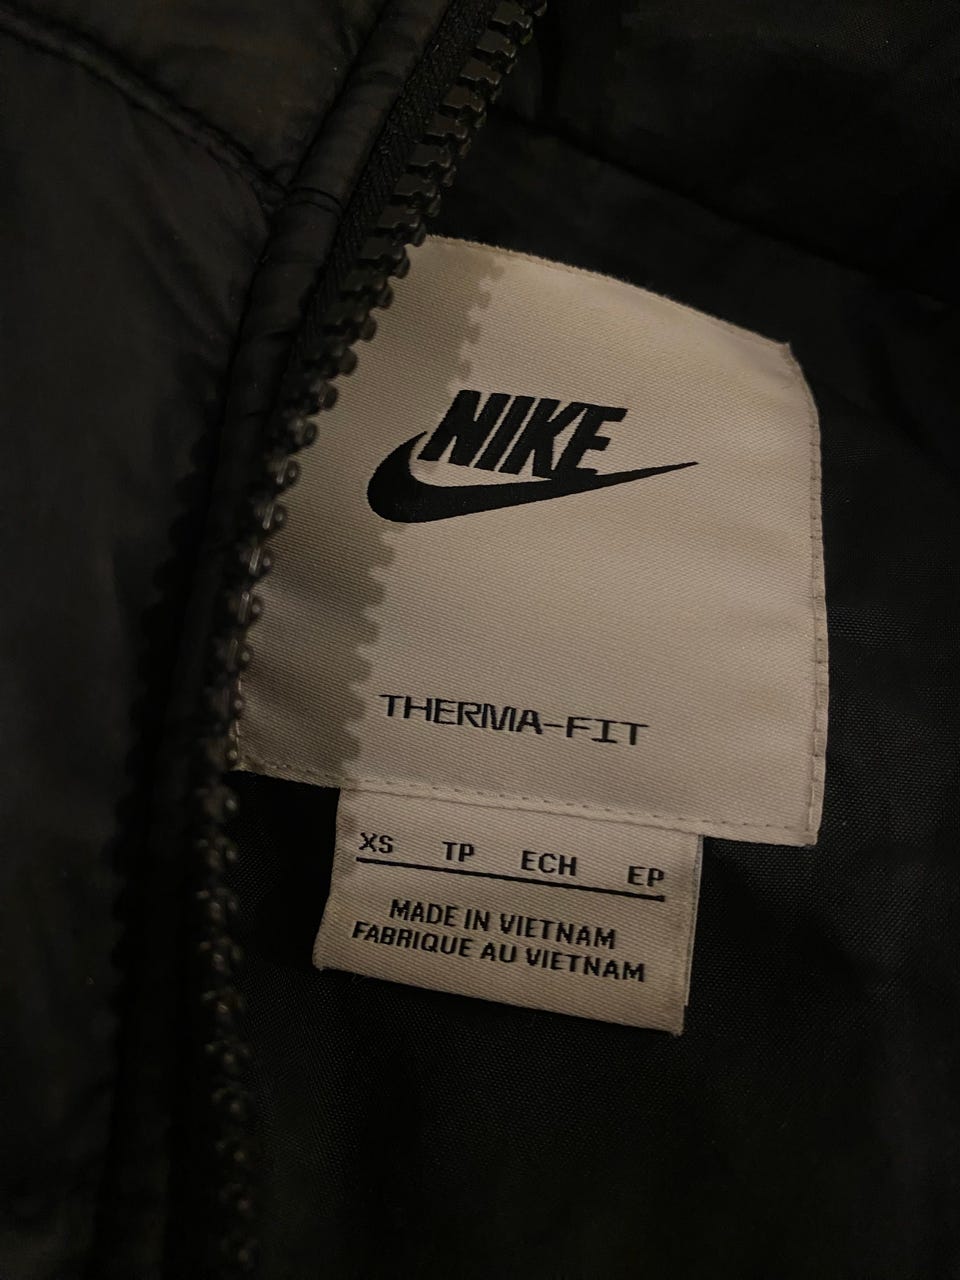 NIKE
THERMA-FIT
XS TP ECH EP
MADE IN VIETNAM
FABRIQUE AU VIETNAM